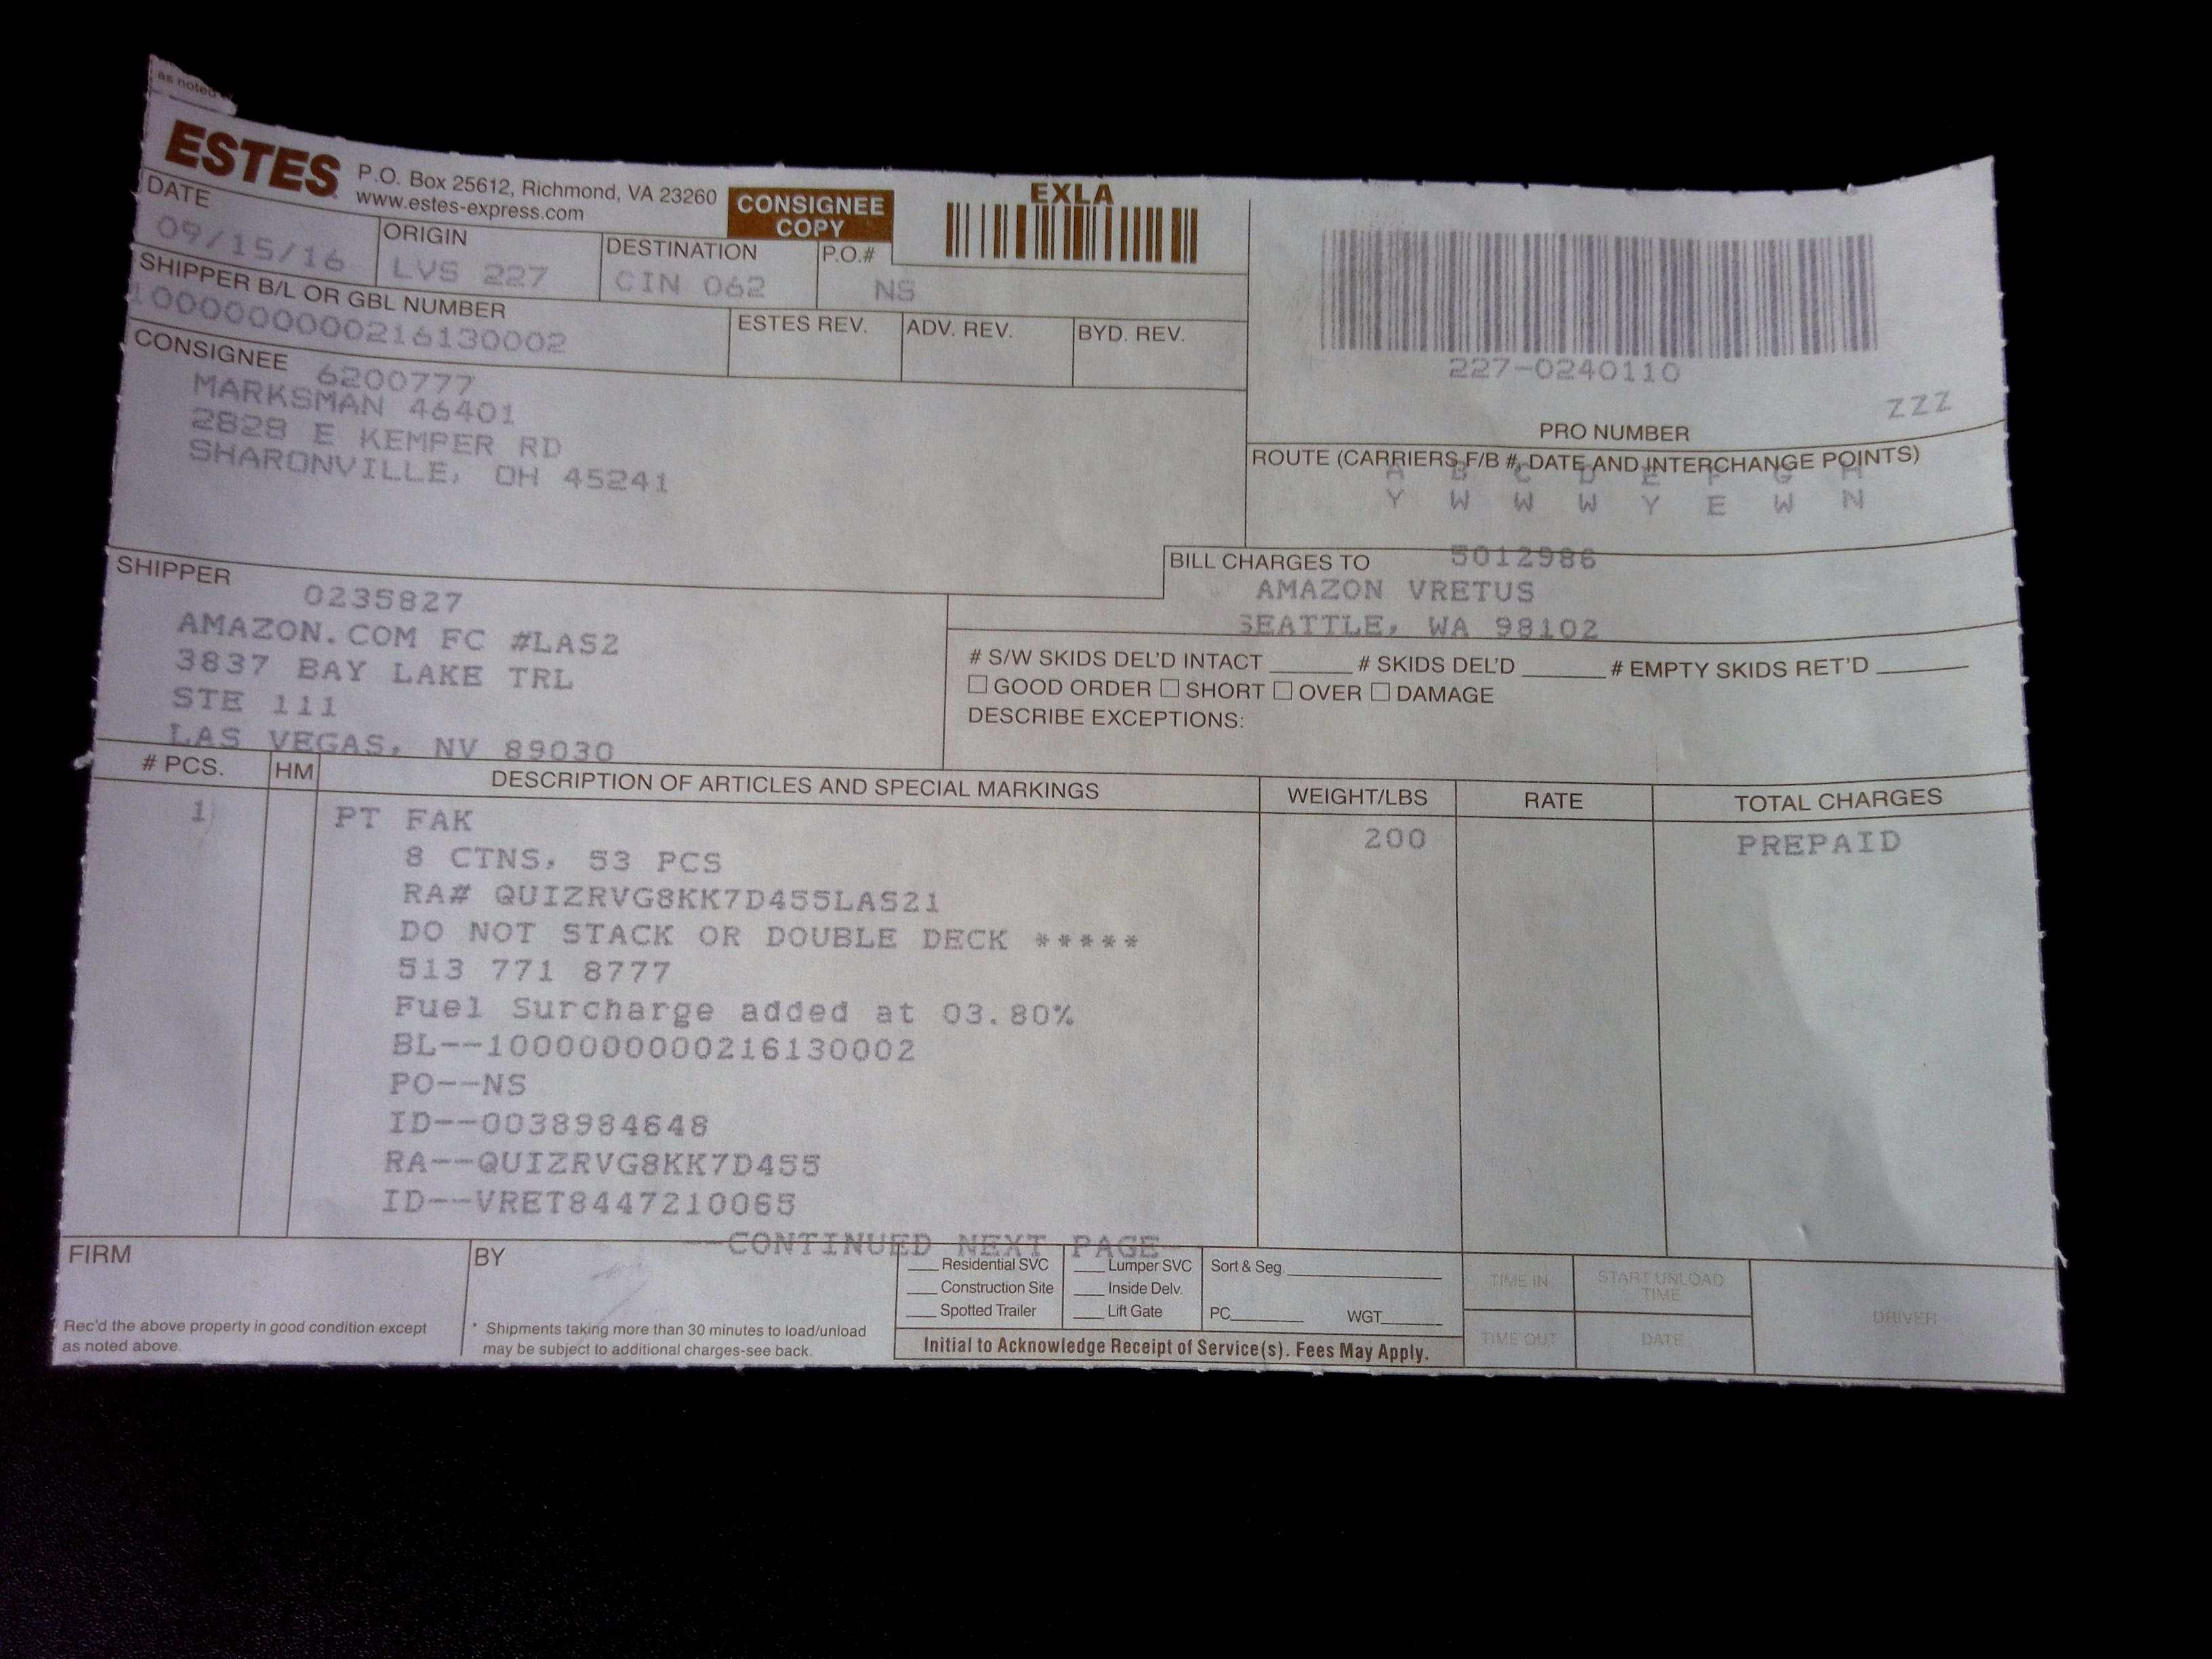 as noted
ESTES
P.O. Box 25612, Richmond, VA 23260
www.estes-express.com
CONSIGNEE
COPY
EXLA
DATE
09/15/16
ORIGIN
LVS 227
DESTINATION
CIN 062
P.O.#
NS
227-0240110
ZZZ
PRO NUMBER
SHIPPER B/L OR GBL NUMBER
10000000000216130002
ESTES REV.
ADV. REV.
BYD. REV.
CONSIGNEE 6200777
MARKSMAN 46401
2828 E KEMPER RD
SHARONVILLE, OH 45241
ROUTE (CARRIERS F/B #, DATE AND INTERCHANGE POINTS)
A B C D E F G H
Y W W W Y E W N
SHIPPER
0235827
AMAZON.COM FC #LAS2
3837 BAY LAKE TRL
STE 111
LAS VEGAS, NV 89030
BILL CHARGES TO 5012986
AMAZON VRETUS
SEATTLE, WA 98102
# S/W SKIDS DEL'D INTACT ______ # SKIDS DEL'D ______ # EMPTY SKIDS RET'D ______
GOOD ORDER SHORT OVER DAMAGE
DESCRIBE EXCEPTIONS:
# PCS. HM DESCRIPTION OF ARTICLES AND SPECIAL MARKINGS WEIGHT/LBS RATE TOTAL CHARGES
1 PT FAK 200 PREPAID
8 CTNS, 53 PCS
RA# QUIZRVG8KK7D455LAS21
DO NOT STACK OR DOUBLE DECK *****
513 771 8777
Fuel Surcharge added at 03.80%
BL--10000000000216130002
PO--NS
ID--0038984648
RA--QUIZRVG8KK7D455
ID--VRET8447210065
--CONTINUED NEXT PAGE
FIRM
Rec'd the above property in good condition except
as noted above.
BY
* Shipments taking more than 30 minutes to load/unload
may be subject to additional charges-see back.
____ Residential SVC
____ Construction Site
____ Spotted Trailer
____ Lumper SVC
____ Inside Delv.
____ Lift Gate
Sort & Seg.
PC______ WGT______
Initial to Acknowledge Receipt of Service(s). Fees May Apply.
TIME IN
START UNLOAD
TIME
TIME OUT
DATE
DRIVER